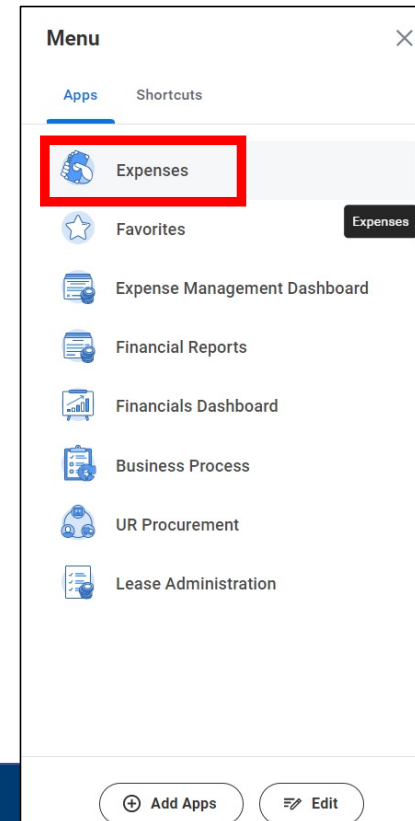 Menu
Apps Shortcuts
Expenses
Favorites
Expenses
Expense Management Dashboard
Financial Reports
Financials Dashboard
Business Process
UR Procurement
Lease Administration
Add Apps Edit